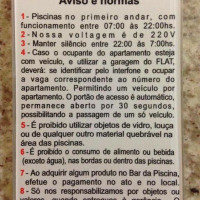 Aviso e normas
1 - Piscinas no primeiro andar, com
funcionamento entre 07:00 às 22:00hs.
2 - Nossa voltagem é de 220V
3 - Manter silêncio entre 22:00 às 7:00hs.
4 - Caso o ocupante do apartamento esteja
com veículo, e utilizar a garagem do FLAT,
deverá: se identificar pelo interfone e ocupar
a vaga correspondente ao número do
apartamento. Permitindo um veículo por
apartamento. O portão de acesso é automático,
permanece aberto por 30 segundos,
possibilitando a passagem de um só veículo.
5 - É proibido utilizar objetos de vidro, louça
ou de qualquer outro material quebrável na
área das piscinas.
6 - É proibido o consumo de alimento ou bebida
(exceto água), nas bordas ou dentro das piscinas.
7 - Ao adquirir algum produto no Bar da Piscina,
efetue o pagamento no ato e no local.
8 - Só nos responsabilizamos por objetos ou